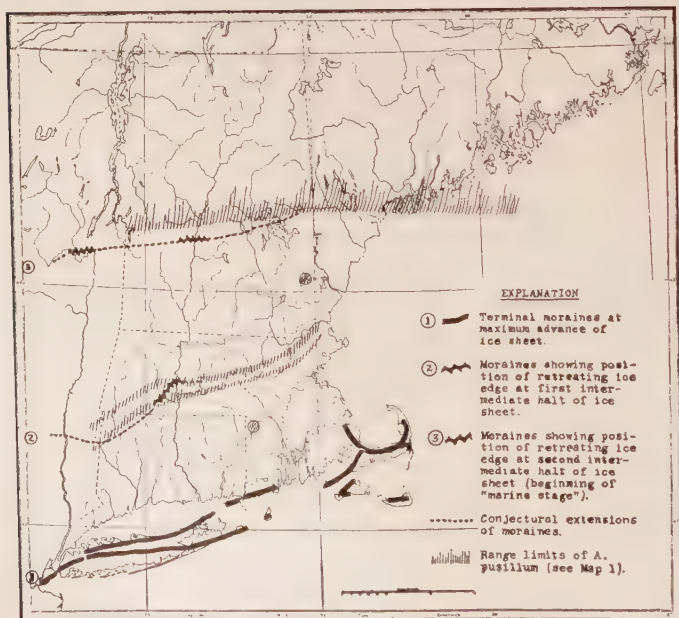 EXPLANATION
① Terminal moraines at
maximum advance of
ice sheet.
② Moraines showing posi-
tion of retreating ice
edge at first inter-
mediate halt of ice
sheet.
③ Moraines showing posi-
tion of retreating ice
edge at second inter-
mediate halt of ice
sheet (beginning of
"marine stage").
Conjectural extensions
of moraines.
Range limits of A.
pusillum (see Map 1).
③
②
①